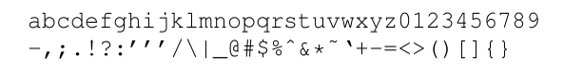 abcdefghijklmnopqrstuvwxyz0123456789
-,;.!?:’’’/\|_@#$%ˆ&*˜‘+-=<>()[]{}